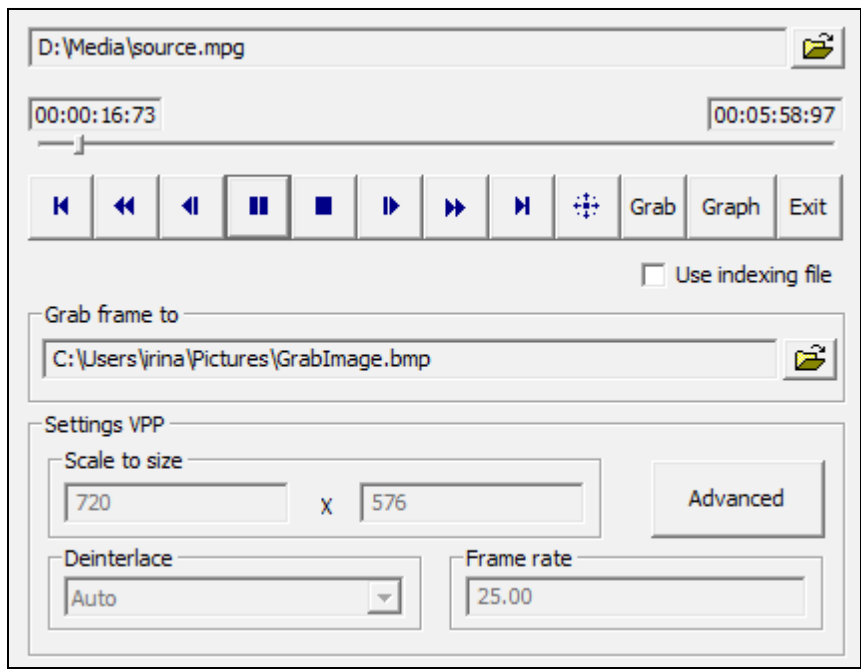 D:\Media\source.mpg
00:00:16:73 00:05:58:97
Grab Graph Exit
Use indexing file
Grab frame to
C:\Users\irina\Pictures\GrabImage.bmp
Settings VPP
Scale to size
720 x 576
Advanced
Deinterlace Frame rate
Auto 25.00